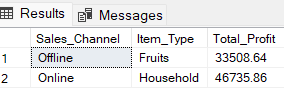 Results Messages
Sales_Channel Item_Type Total_Profit
1 Offline Fruits 33508.64
2 Online Household 46735.86